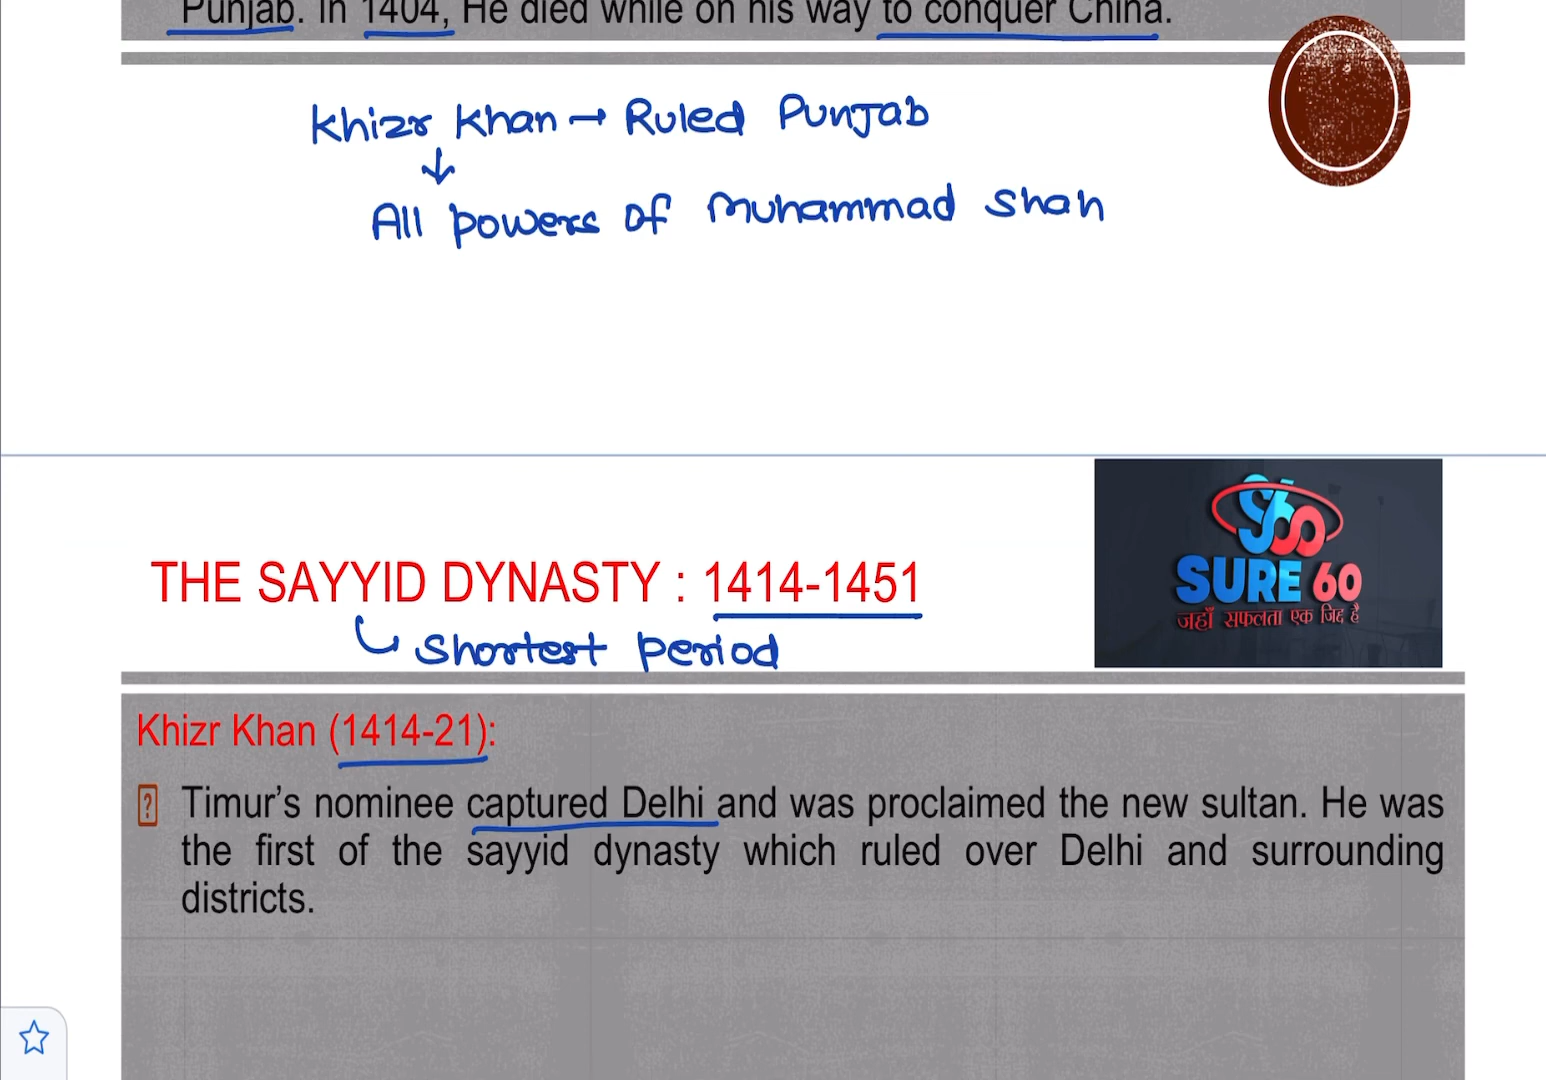 Punjab. In 1404, He died while on his way to conquer China.
Khizr Khan → Ruled Punjab
↓
All powers of Muhammad Shah
S60
SURE 60
जहाँ सफलता एक जिद्द है
THE SAYYID DYNASTY : 1414-1451
Shortest period
Khizr Khan (1414-21):
Timur’s nominee captured Delhi and was proclaimed the new sultan. He was
the first of the sayyid dynasty which ruled over Delhi and surrounding
districts.